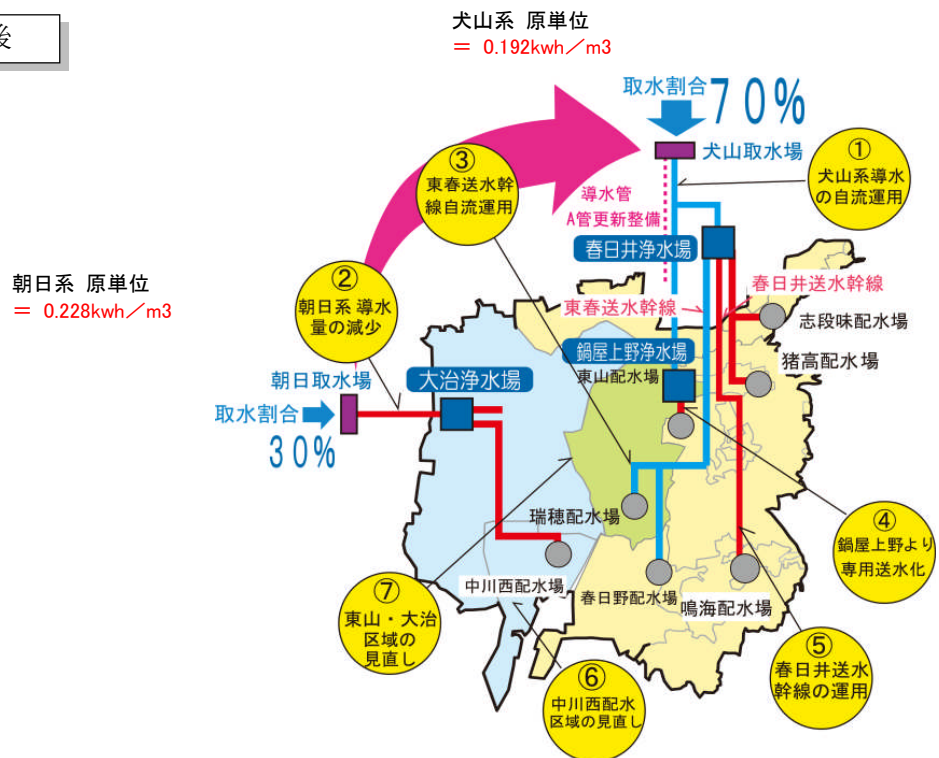 後
犬山系 原単位
＝ 0.192kwh／m3
取水割合
70%
犬山取水場
①
犬山系導水
の自流運用
③
東春送水幹
線自流運用
導水管
A管更新整備
春日井浄水場
朝日系 原単位
＝ 0.228kwh／m3
②
朝日系 導水
量の減少
東春送水幹線
春日井送水幹線
志段味配水場
鍋屋上野浄水場
東山配水場
猪高配水場
朝日取水場
大治浄水場
取水割合
30%
瑞穂配水場
④
鍋屋上野より
専用送水化
中川西配水場
春日野配水場
鳴海配水場
⑦
東山・大治
区域の
見直し
⑥
中川西配水
区域の見直し
⑤
春日井送水
幹線の運用